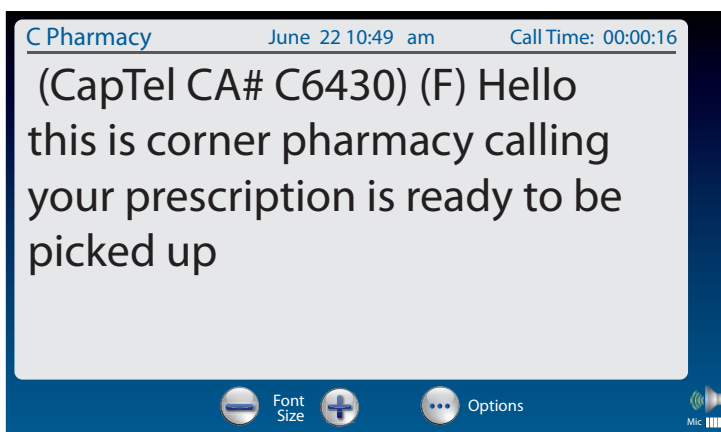 C Pharmacy June 22 10:49 am Call Time: 00:00:16
(CapTel CA# C6430) (F) Hello
this is corner pharmacy calling
your prescription is ready to be
picked up
Font Size Options
Mic